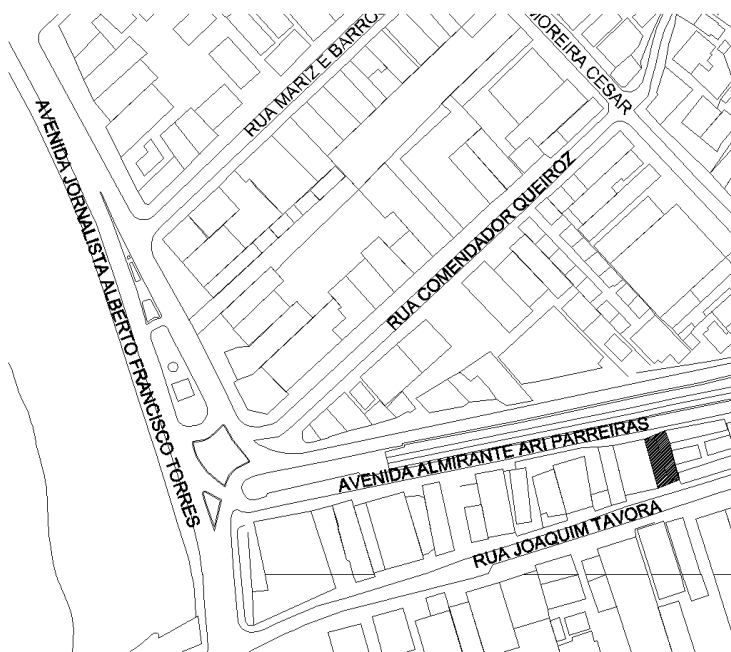 RUA MARIZ E BARRO
MOREIRA CESAR
AVENIDA JORNALISTA ALBERTO FRANCISCO TORRES
RUA COMENDADOR QUEIROZ
AVENIDA ALMIRANTE ARI PARREIRAS
RUA JOAQUIM TAVORA